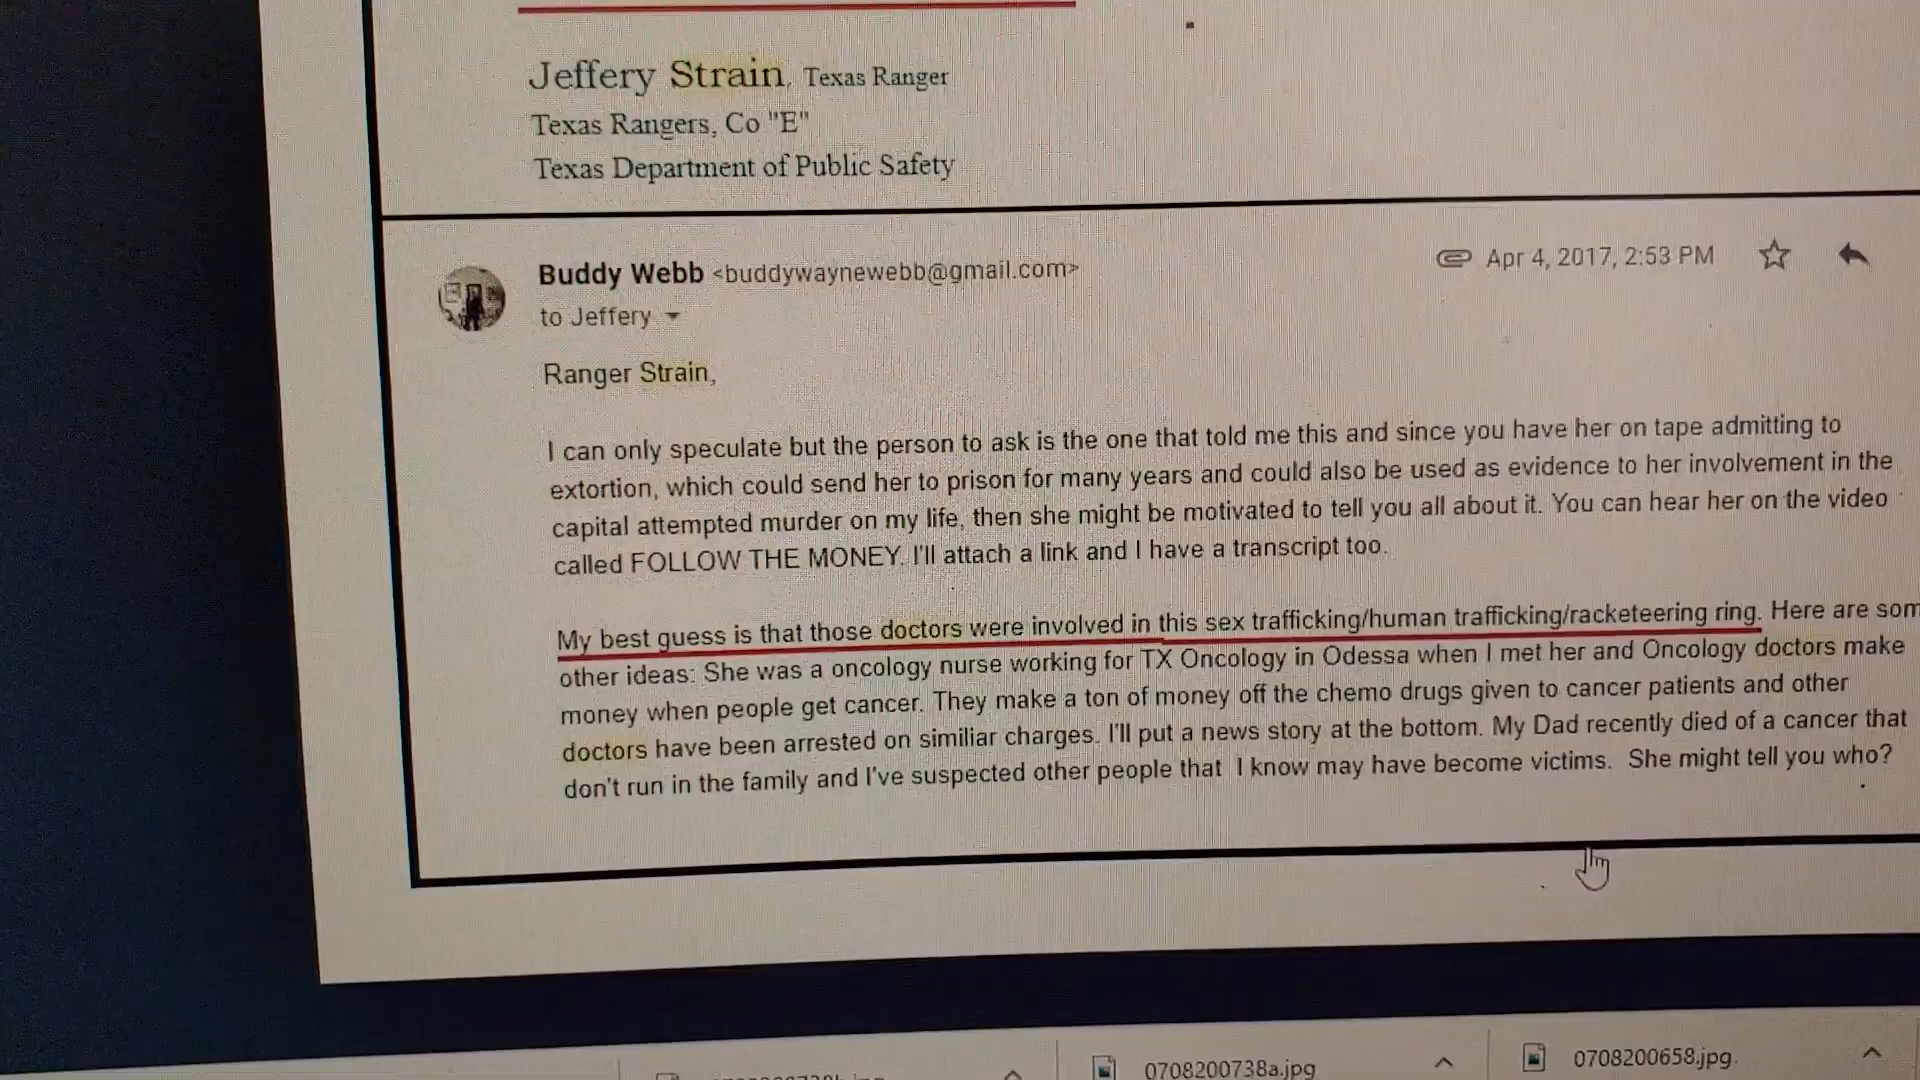 Jeffery Strain, Texas Ranger
Texas Rangers, Co "E"
Texas Department of Public Safety
Buddy Webb <buddywaynewebb@gmail.com>
Apr 4, 2017, 2:53 PM
to Jeffery
Ranger Strain,
I can only speculate but the person to ask is the one that told me this and since you have her on tape admitting to
extortion, which could send her to prison for many years and could also be used as evidence to her involvement in the
capital attempted murder on my life, then she might be motivated to tell you all about it. You can hear her on the video
called FOLLOW THE MONEY. I'll attach a link and I have a transcript too.
My best guess is that those doctors were involved in this sex trafficking/human trafficking/racketeering ring. Here are som
other ideas: She was a oncology nurse working for TX Oncology in Odessa when I met her and Oncology doctors make
money when people get cancer. They make a ton of money off the chemo drugs given to cancer patients and other
doctors have been arrested on similiar charges. I'll put a news story at the bottom. My Dad recently died of a cancer that
don't run in the family and I've suspected other people that I know may have become victims. She might tell you who?
0708200738a.jpg
0708200658.jpg